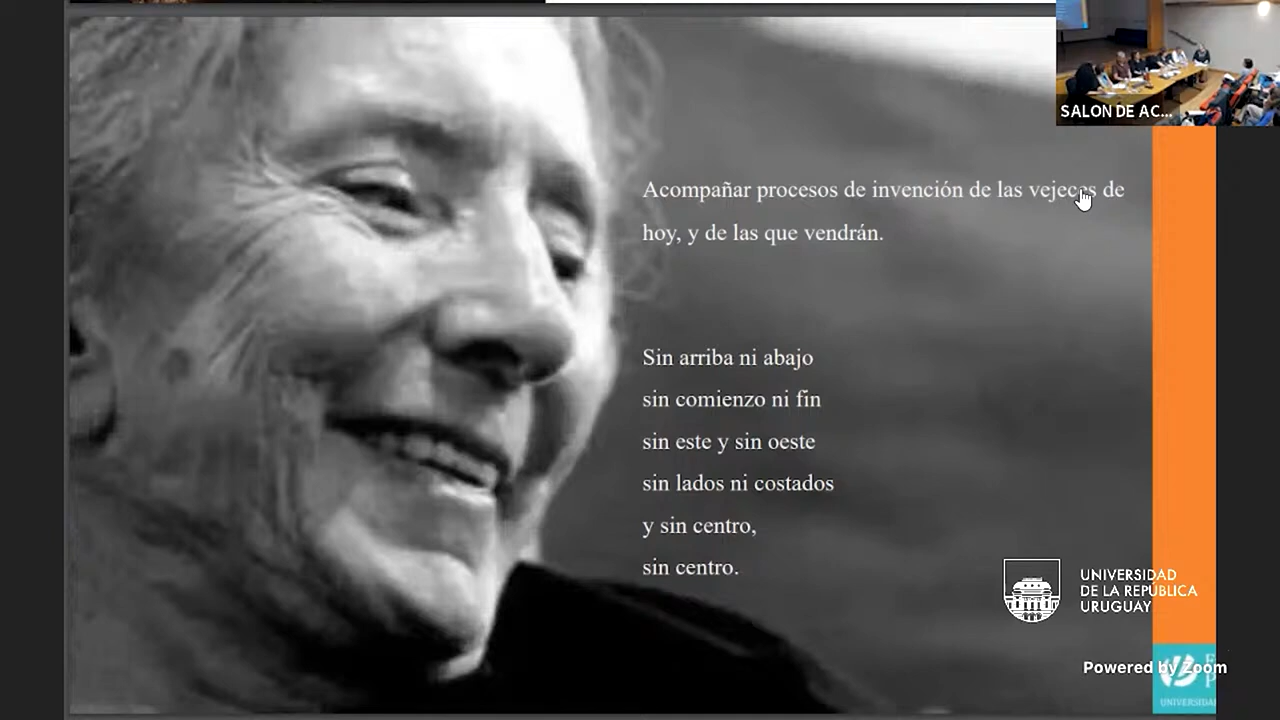 SALON DE AC...
Acompañar procesos de invención de las vejeces de
hoy, y de las que vendrán.
Sin arriba ni abajo
sin comienzo ni fin
sin este y sin oeste
sin lados ni costados
y sin centro,
sin centro.
UNIVERSIDAD
DE LA REPÚBLICA
URUGUAY
Powered by Zoom